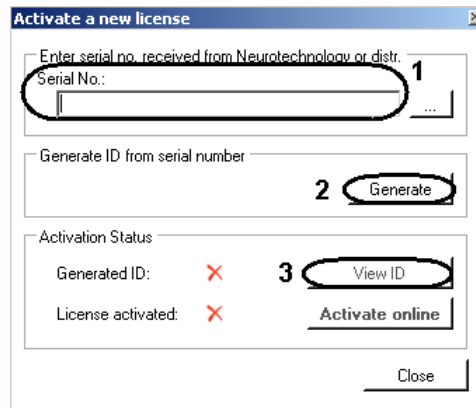 Activate a new license
Enter serial no. received from Neurotechnology or distr.
Serial No.:
1
...
Generate ID from serial number
2 Generate
Activation Status
Generated ID: 3 View ID
License activated: Activate online
Close